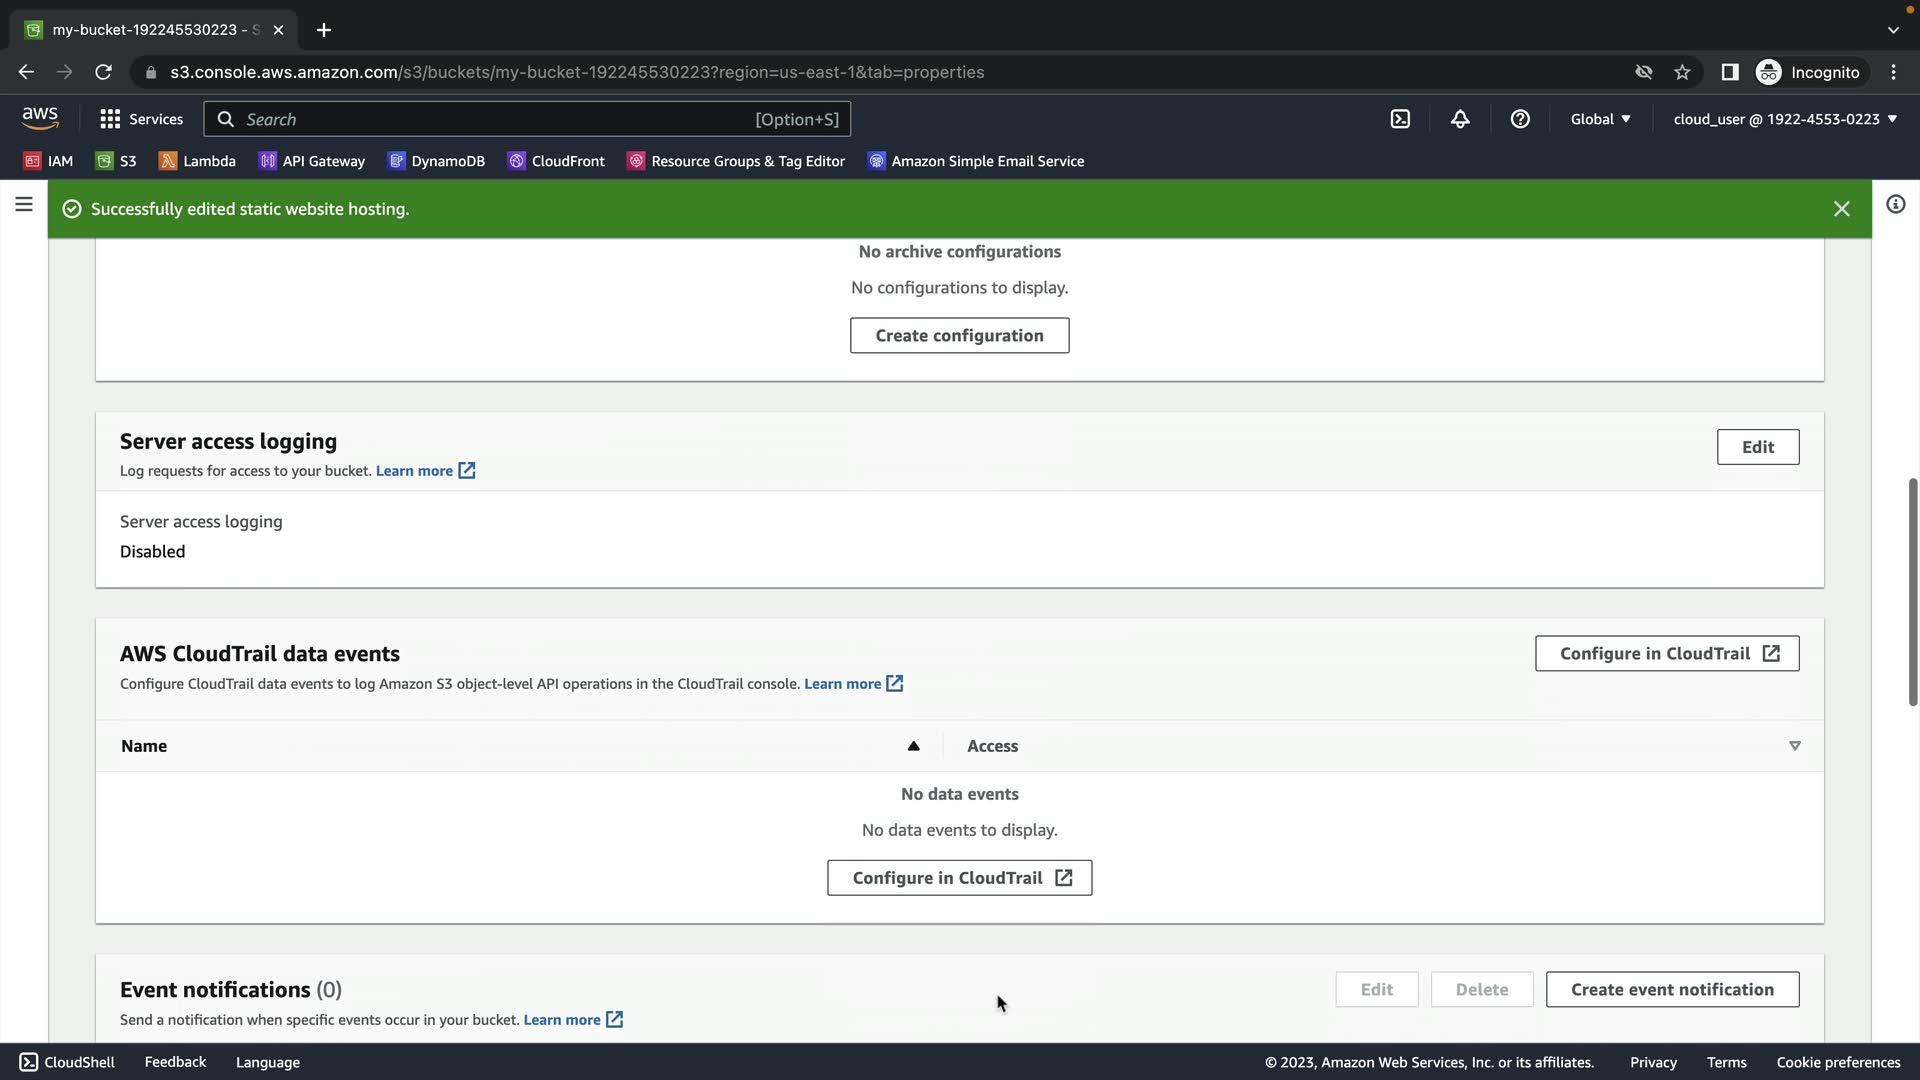 my-bucket-192245530223 - S
s3.console.aws.amazon.com/s3/buckets/my-bucket-192245530223?region=us-east-1&tab=properties
Incognito
aws
Services
Search
[Option+S]
Global
cloud_user @ 1922-4553-0223
IAM
S3
Lambda
API Gateway
DynamoDB
CloudFront
Resource Groups & Tag Editor
Amazon Simple Email Service
Successfully edited static website hosting.
No archive configurations
No configurations to display.
Create configuration
Server access logging
Edit
Log requests for access to your bucket. Learn more
Server access logging
Disabled
AWS CloudTrail data events
Configure in CloudTrail
Configure CloudTrail data events to log Amazon S3 object-level API operations in the CloudTrail console. Learn more
Name
Access
No data events
No data events to display.
Configure in CloudTrail
Event notifications (0)
Edit
Delete
Create event notification
Send a notification when specific events occur in your bucket. Learn more
CloudShell
Feedback
Language
© 2023, Amazon Web Services, Inc. or its affiliates.
Privacy
Terms
Cookie preferences